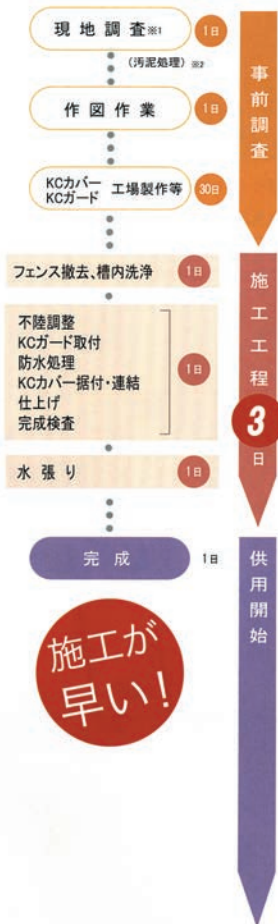 現地調査※1
1日
(汚泥処理)※2
作図作業
1日
KCカバー
KCガード
工場製作等
30日
事前調査
フェンス撤去、槽内洗浄
1日
不陸調整
KCガード取付
防水処理
KCカバー据付・連結
仕上げ
完成検査
1日
水張り
1日
施工工程
3
日
完成
1日
供用開始
施工が
早い!